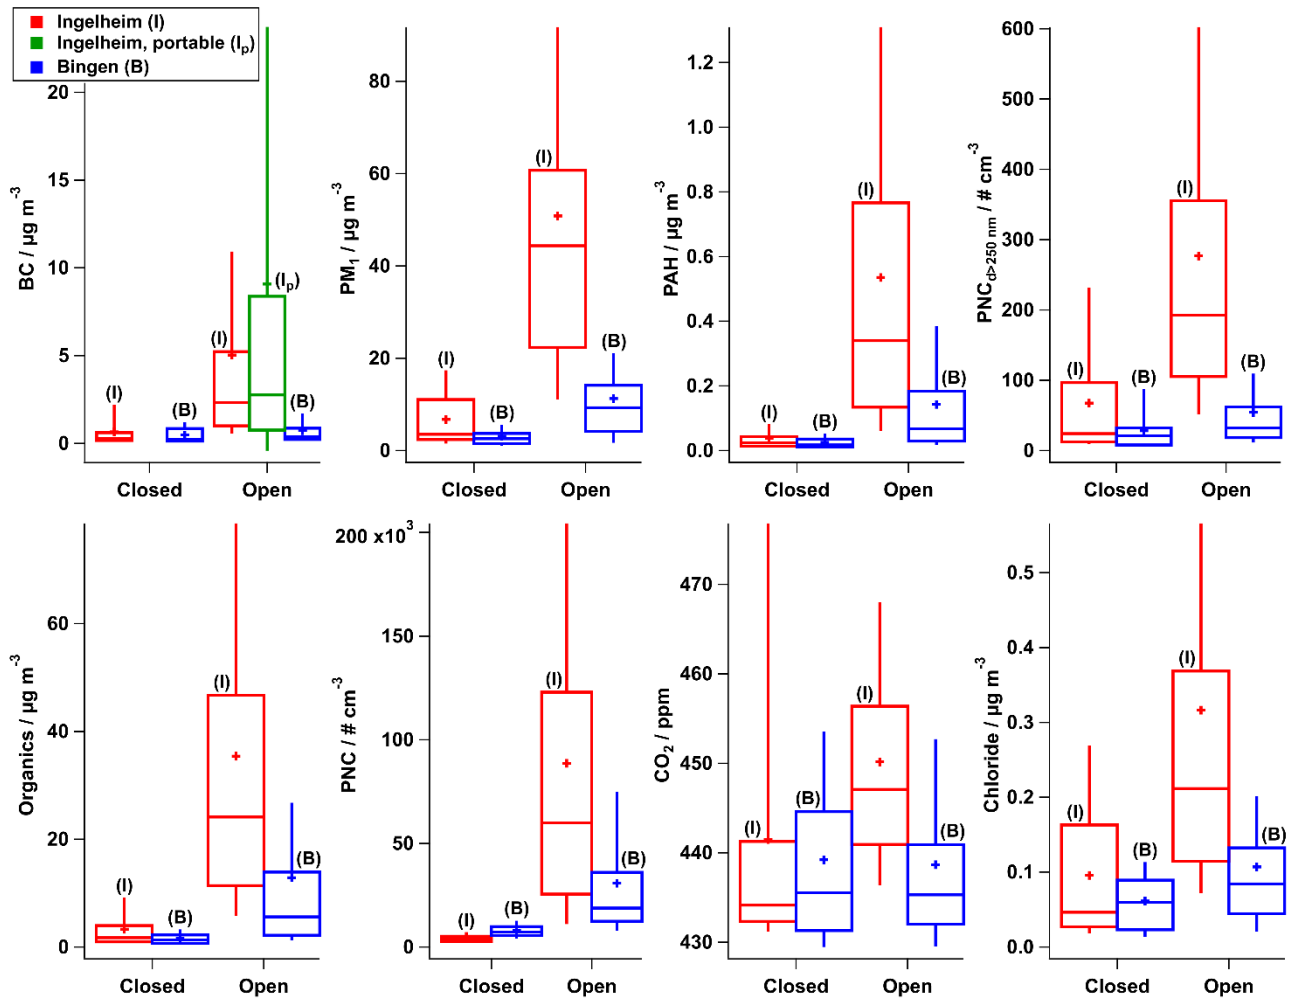 Ingelheim (I)
Ingelheim, portable (Ip)
Bingen (B)
BC / µg m-3
20
15
10
5
0
(I)
(B)
(I)
(Ip)
(B)
Closed
Open
PM1 / µg m-3
80
60
40
20
0
(I)
(B)
(I)
(B)
Closed
Open
PAH / µg m-3
1.2
1.0
0.8
0.6
0.4
0.2
0.0
(I)
(B)
(I)
(B)
Closed
Open
PNCd>250 nm / # cm-3
600
500
400
300
200
100
0
(I)
(B)
(I)
(B)
Closed
Open
Organics / µg m-3
60
40
20
0
(I)
(B)
(I)
(B)
Closed
Open
PNC / # cm-3
200 x103
150
100
50
0
(I)
(B)
(I)
(B)
Closed
Open
CO2 / ppm
470
460
450
440
430
(I)
(B)
(I)
(B)
Closed
Open
Chloride / µg m-3
0.5
0.4
0.3
0.2
0.1
0.0
(I)
(B)
(I)
(B)
Closed
Open